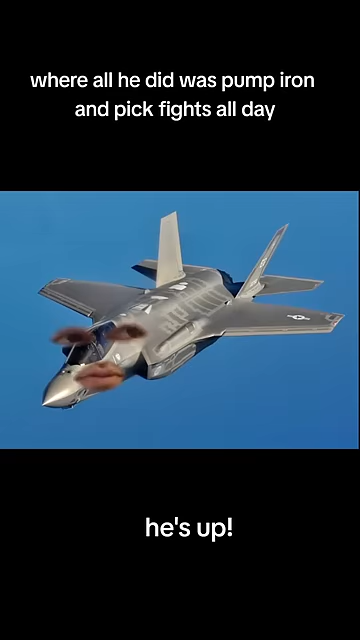 where all he did was pump iron
and pick fights all day
he's up!